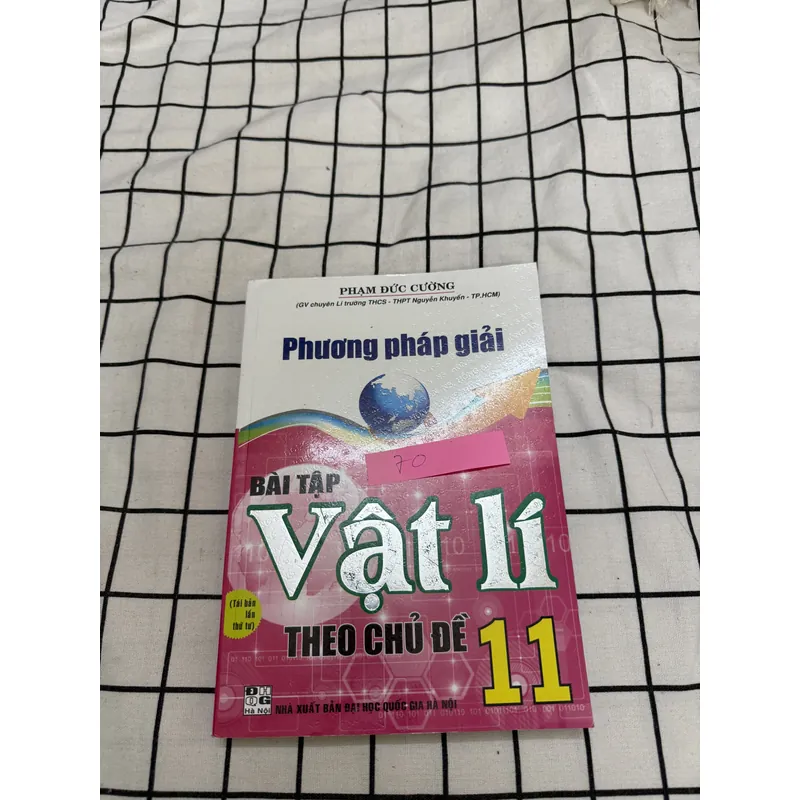 PHẠM ĐỨC CƯỜNG
(GV chuyên Lí trường THCS - THPT Nguyễn Khuyến - TP.HCM)
Phương pháp giải
70
BÀI TẬP
Vật lí
(Tái bản
lần
thứ tư)
THEO CHỦ ĐỀ 11
ĐH
QG
Hà Nội
NHÀ XUẤT BẢN ĐẠI HỌC QUỐC GIA HÀ NỘI